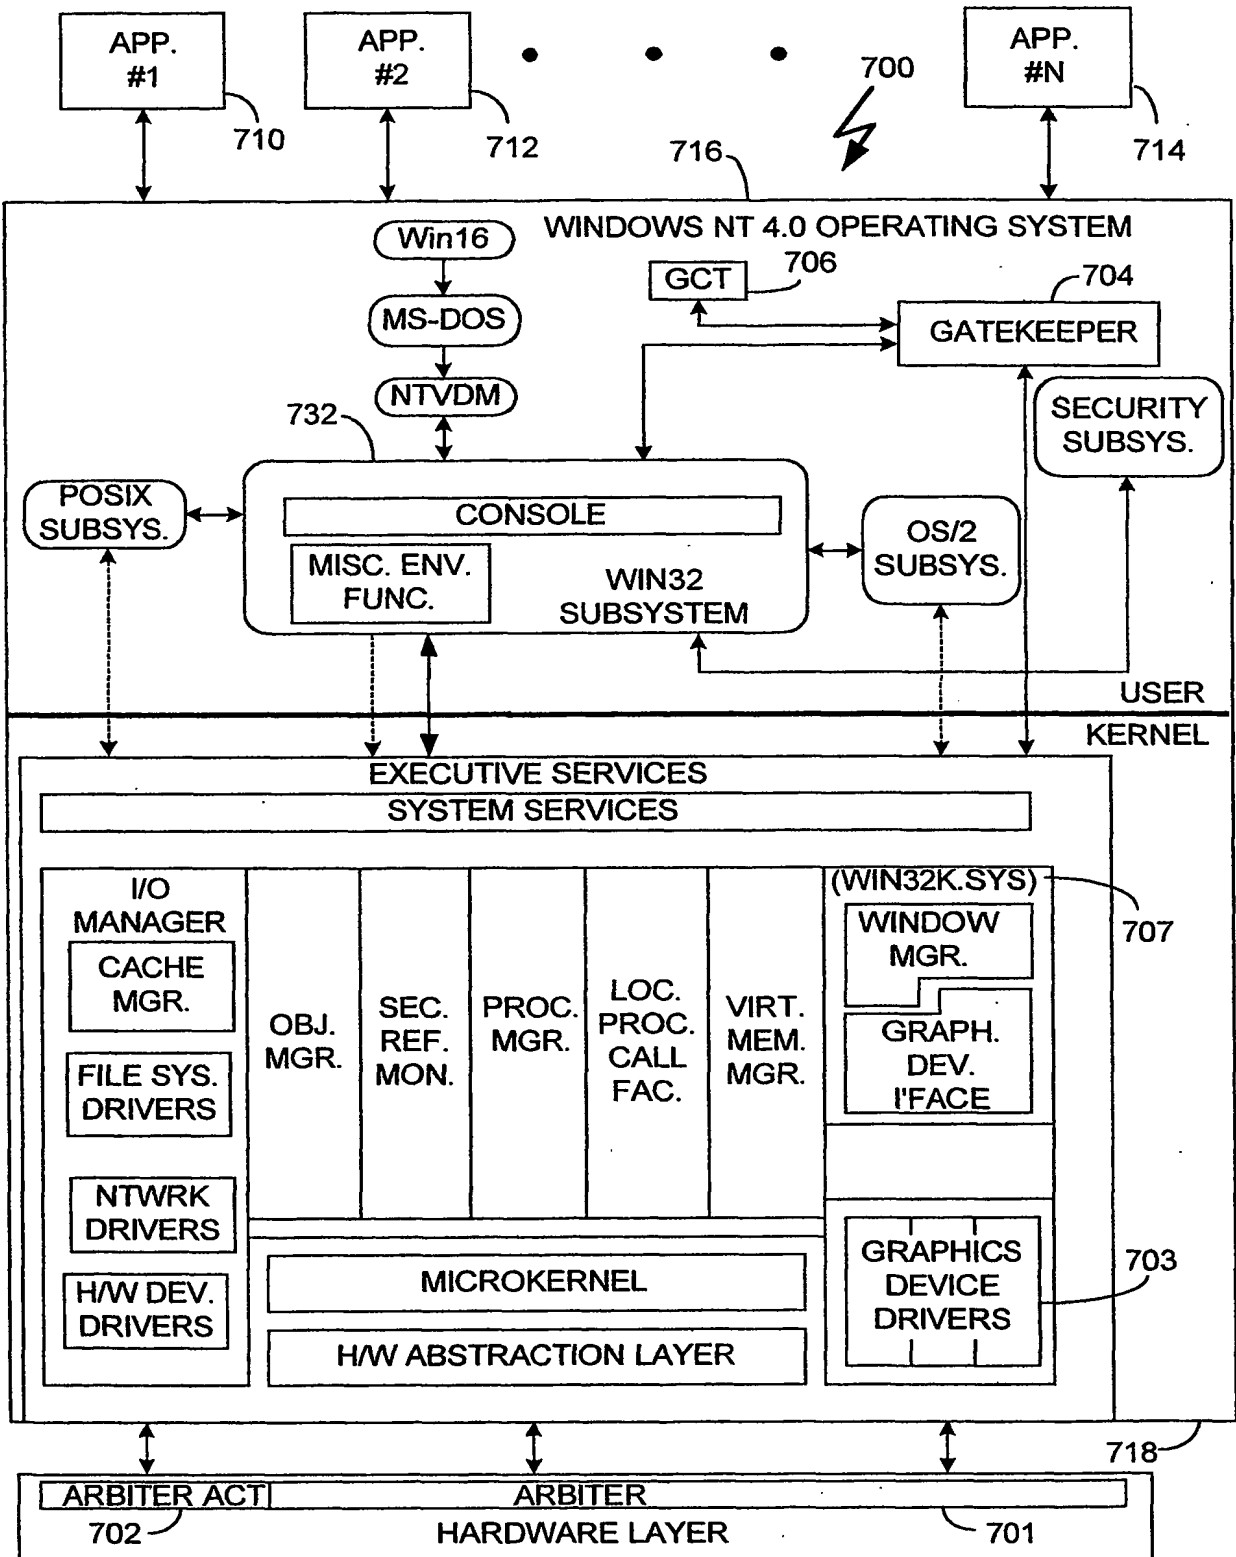 APP.
#1
710
APP.
#2
712
APP.
#N
714
700
716
WINDOWS NT 4.0 OPERATING SYSTEM
Win16
MS-DOS
NTVDM
GCT
706
704
GATEKEEPER
SECURITY
SUBSYS.
732
POSIX
SUBSYS.
CONSOLE
MISC. ENV.
FUNC.
WIN32
SUBSYSTEM
OS/2
SUBSYS.
USER
KERNEL
EXECUTIVE SERVICES
SYSTEM SERVICES
I/O
MANAGER
CACHE
MGR.
FILE SYS.
DRIVERS
NTWRK
DRIVERS
H/W DEV.
DRIVERS
OBJ.
MGR.
SEC.
REF.
MON.
PROC.
MGR.
LOC.
PROC.
CALL
FAC.
VIRT.
MEM.
MGR.
(WIN32K.SYS)
707
WINDOW
MGR.
GRAPH.
DEV.
I'FACE
MICROKERNEL
H/W ABSTRACTION LAYER
GRAPHICS
DEVICE
DRIVERS
703
718
ARBITER ACT
ARBITER
702
701
HARDWARE LAYER